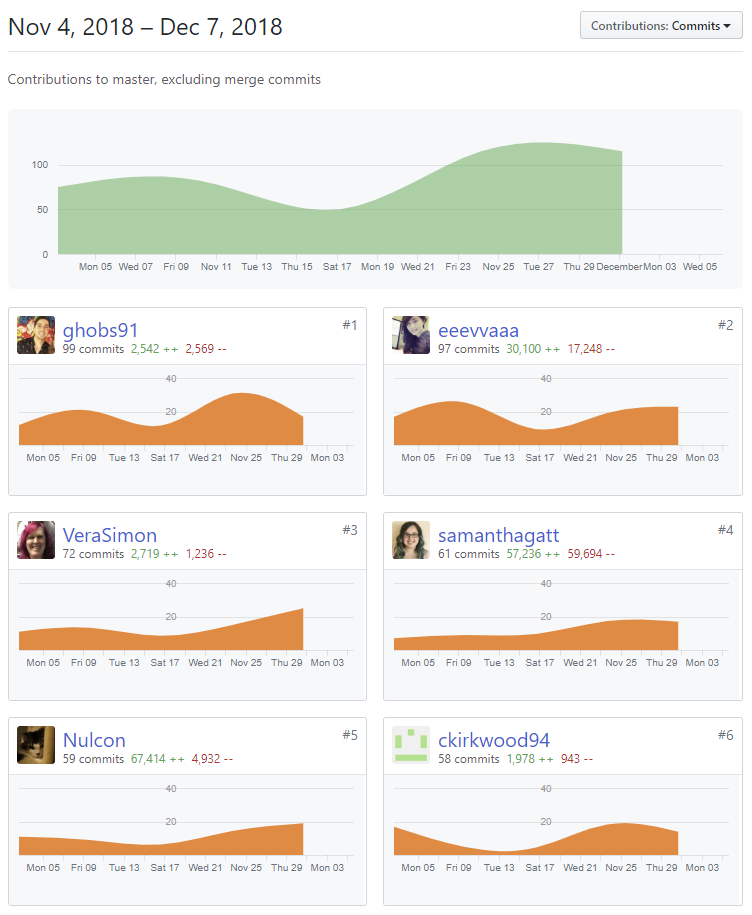 Nov 4, 2018 – Dec 7, 2018
Contributions: Commits
Contributions to master, excluding merge commits
100
50
0
Mon 05 Wed 07 Fri 09 Nov 11 Tue 13 Thu 15 Sat 17 Mon 19 Wed 21 Fri 23 Nov 25 Tue 27 Thu 29 December Mon 03 Wed 05
ghobs91 #1
99 commits 2,542 ++ 2,569 --
40
20
Mon 05 Fri 09 Tue 13 Sat 17 Wed 21 Nov 25 Thu 29 Mon 03
eeevvaaa #2
97 commits 30,100 ++ 17,248 --
40
20
Mon 05 Fri 09 Tue 13 Sat 17 Wed 21 Nov 25 Thu 29 Mon 03
VeraSimon #3
72 commits 2,719 ++ 1,236 --
40
20
Mon 05 Fri 09 Tue 13 Sat 17 Wed 21 Nov 25 Thu 29 Mon 03
samanthagatt #4
61 commits 57,236 ++ 59,694 --
40
20
Mon 05 Fri 09 Tue 13 Sat 17 Wed 21 Nov 25 Thu 29 Mon 03
Nulcon #5
59 commits 67,414 ++ 4,932 --
40
20
Mon 05 Fri 09 Tue 13 Sat 17 Wed 21 Nov 25 Thu 29 Mon 03
ckirkwood94 #6
58 commits 1,978 ++ 943 --
40
20
Mon 05 Fri 09 Tue 13 Sat 17 Wed 21 Nov 25 Thu 29 Mon 03